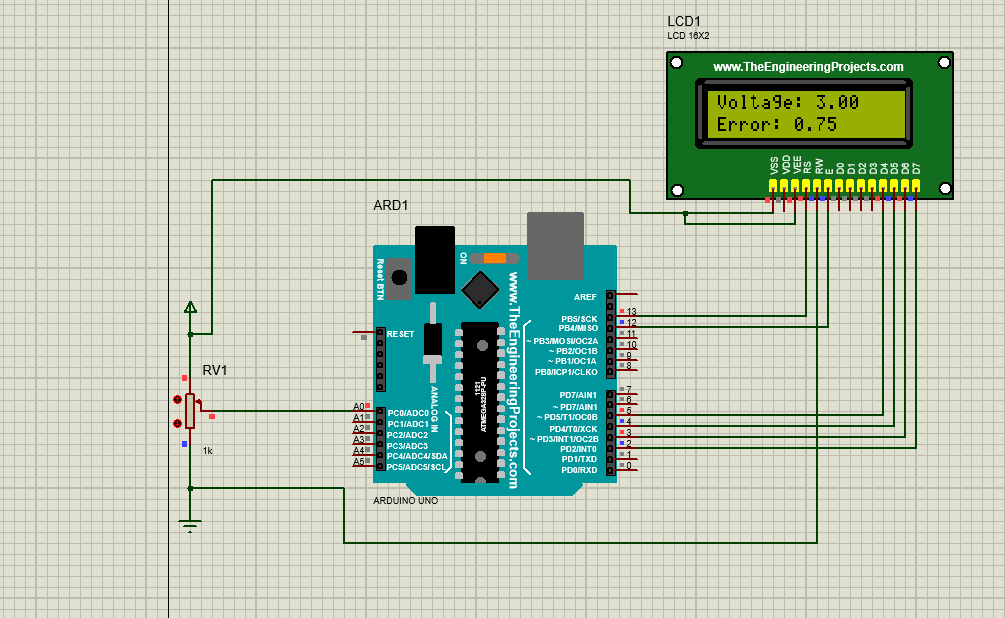 LCD1
LCD 16X2
www.TheEngineeringProjects.com
Voltage: 3.00
Error: 0.75
VSS
VDD
VEE
RS
RW
E
D0
D1
D2
D3
D4
D5
D6
D7
ARD1
Reset BTN
ON
www.TheEngineeringProjects.com
AREF
PB5/SCK
13
PB4/MISO
12
~ PB3/MOSI/OC2A
11
~ PB2/OC1B
10
~ PB1/OC1A
9
PB0/ICP1/CLKO
8
PD7/AIN1
7
~ PD7/AIN1
6
~ PD5/T1/OC0B
5
PD4/T0/XCK
4
~ PD3/INT1/OC2B
3
PD2/INT0
2
PD1/TXD
1
PD0/RXD
0
RESET
ANALOG IN
1121
ATMEGA328P-PU
A0
PC0/ADC0
A1
PC1/ADC1
A2
PC2/ADC2
A3
PC3/ADC3
A4
PC4/ADC4/SDA
A5
PC5/ADC5/SCL
ARDUINO UNO
RV1
1k